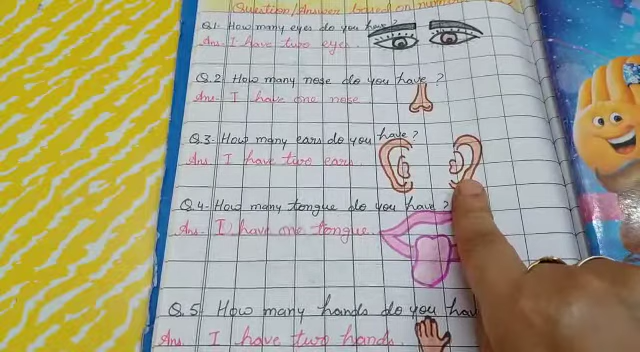 Question/Answer based on
Q.1- How many eyes do you have?
Ans. I have two eyes.
Q.2 How many nose do you have?
Ans. I have one nose
Q.3- How many ears do you have?
Ans. I have two ears.
Q.4- How many tongue do you have?
Ans. I have one tongue
Q.5 How many hands do you hav
Ans. I have two hands.